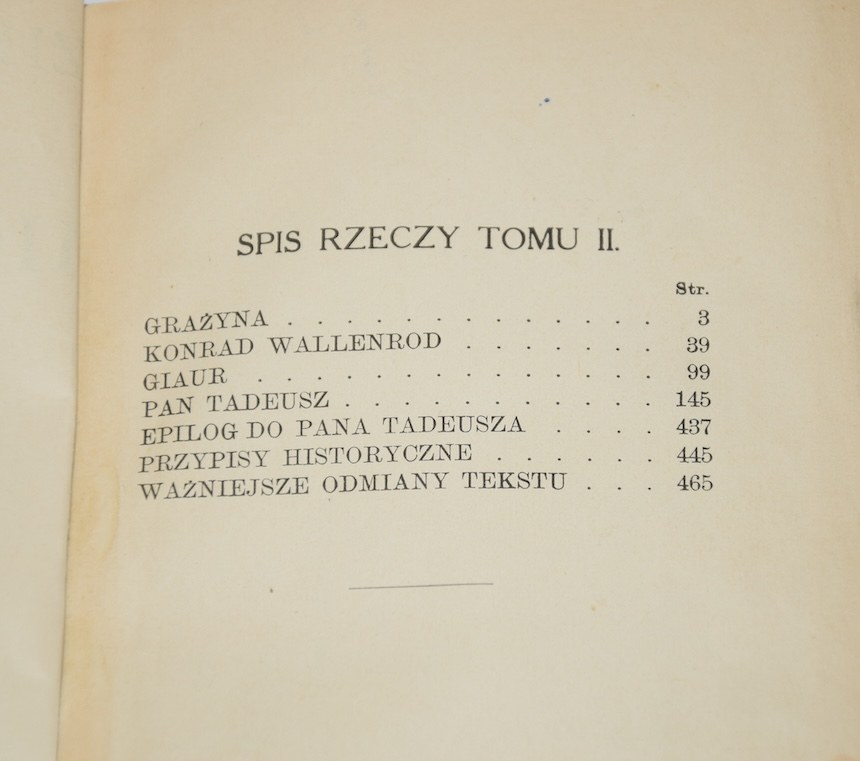 SPIS RZECZY TOMU II.
Str.
GRAŻYNA . . . . . . . . . . . . . 3
KONRAD WALLENROD . . . . . . . 39
GIAUR . . . . . . . . . . . . . . 99
PAN TADEUSZ . . . . . . . . . . . 145
EPILOG DO PANA TADEUSZA . . . . 437
PRZYPISY HISTORYCZNE . . . . . . 445
WAŻNIEJSZE ODMIANY TEKSTU . . . 465